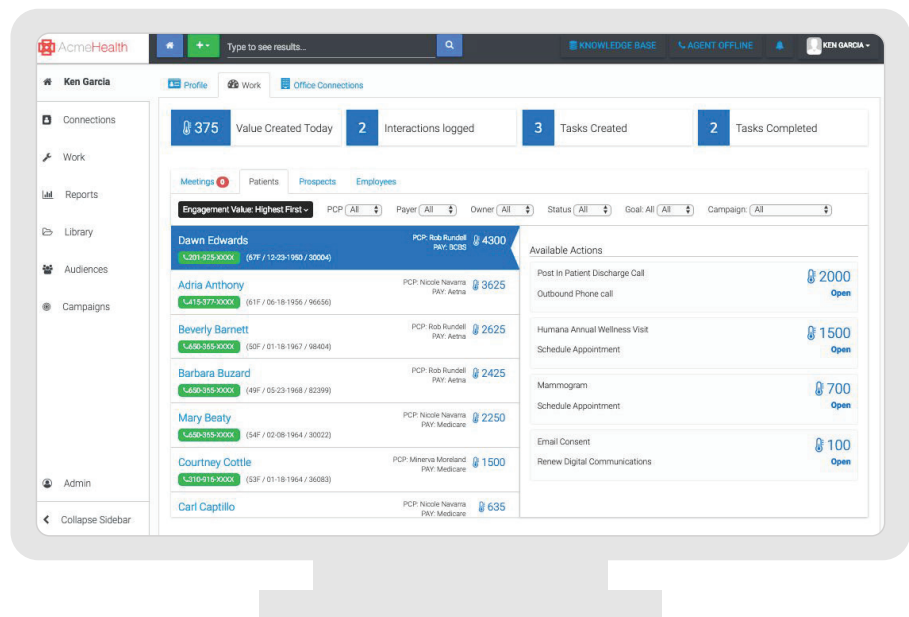 AcmeHealth
+
Type to see results...
KNOWLEDGE BASE
AGENT OFFLINE
KEN GARCIA
Ken Garcia
Connections
Work
Reports
Library
Audiences
Campaigns
Admin
Collapse Sidebar
Profile
Work
Office Connections
375 Value Created Today
2 Interactions logged
3 Tasks Created
2 Tasks Completed
Meetings 0
Patients
Prospects
Employees
Engagement Value: Highest First
PCP All
Payer All
Owner All
Status All
Goal: All All
Campaign: All
Dawn Edwards
PCP: Rob Rundell
PAY: BCBS
4300
201-925-XXXX (67F / 12-23-1950 / 30004)
Adria Anthony
PCP: Nicole Navarra
PAY: Aetna
3625
415-377-XXXX (61F / 06-18-1956 / 96656)
Beverly Barnett
PCP: Rob Rundell
PAY: Aetna
2625
650-365-XXXX (50F / 01-18-1967 / 98404)
Barbara Buzard
PCP: Rob Rundell
PAY: Aetna
2425
650-355-XXXX (49F / 05-23-1968 / 82399)
Mary Beaty
PCP: Nicole Navarra
PAY: Medicare
2250
650-355-XXXX (54F / 02-08-1964 / 30022)
Courtney Cottle
PCP: Minerva Moreland
PAY: Medicare
1500
310-916-XXXX (53F / 01-18-1964 / 36083)
Carl Captillo
PCP: Nicole Navarra
PAY: Medicare
635
Available Actions
Post In Patient Discharge Call
2000
Outbound Phone call
Open
Humana Annual Wellness Visit
1500
Schedule Appointment
Open
Mammogram
700
Schedule Appointment
Open
Email Consent
100
Renew Digital Communications
Open